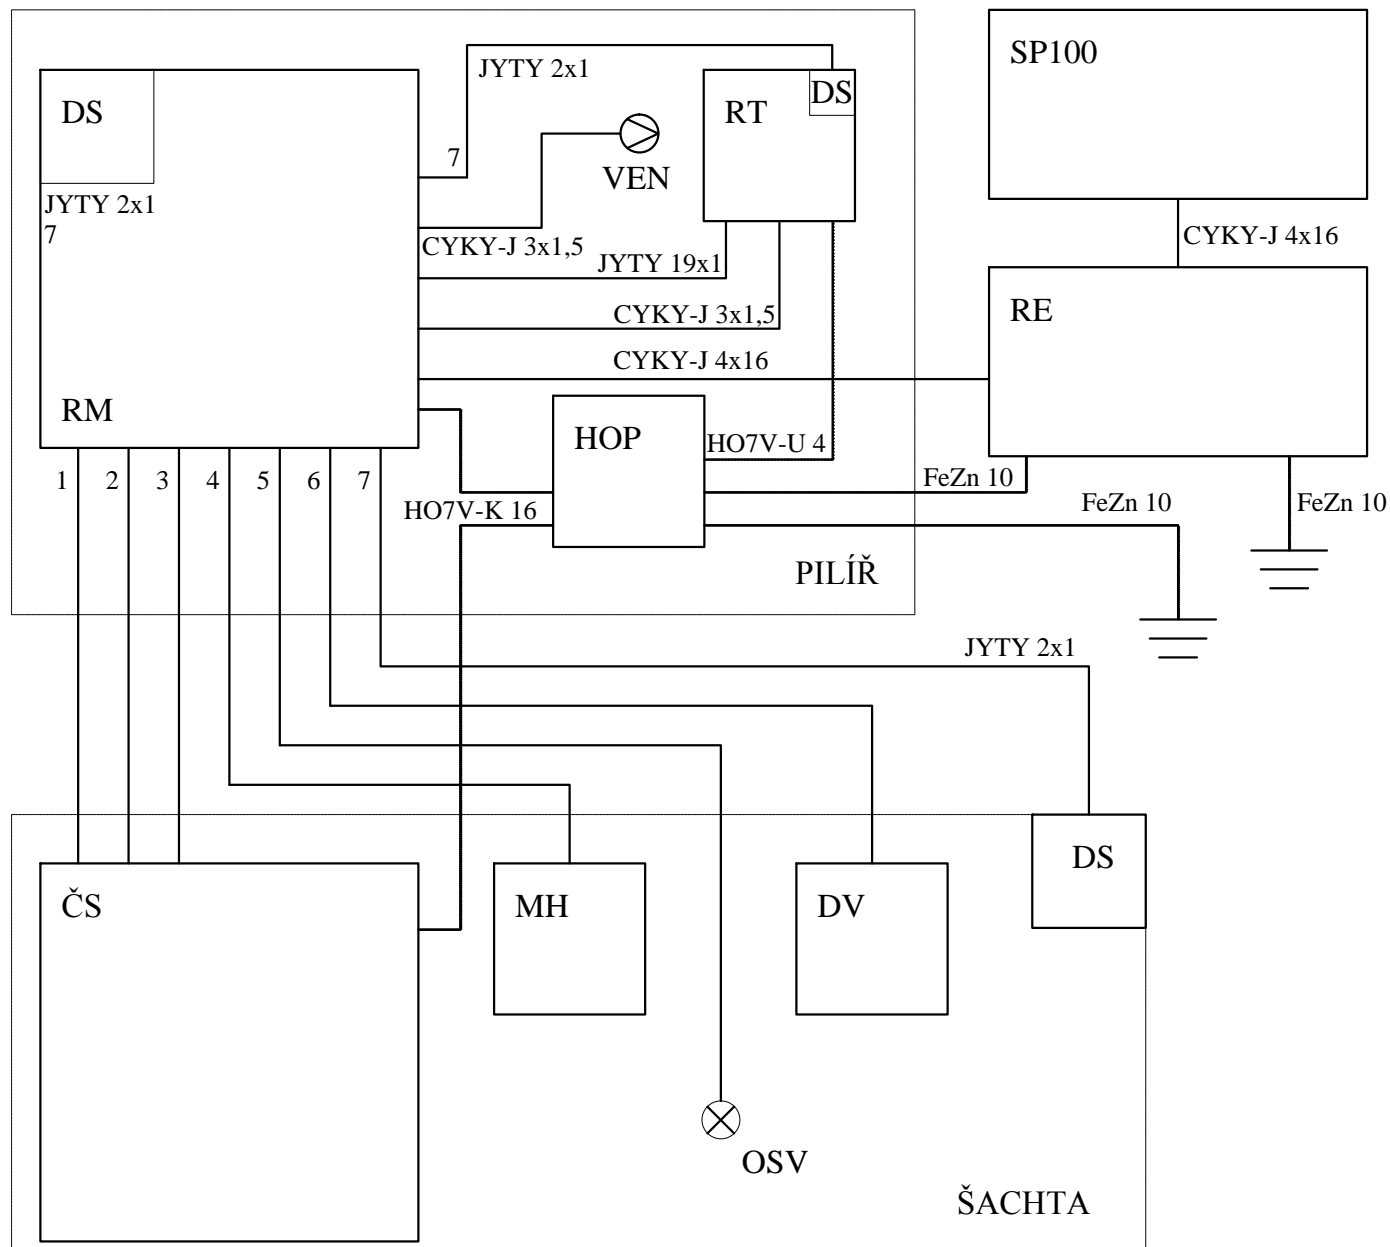 SP100
JYTY 2x1
DS
DS
RT
7
VEN
JYTY 2x1
7
CYKY-J 3x1,5
CYKY-J 4x16
JYTY 19x1
CYKY-J 3x1,5
RE
CYKY-J 4x16
RM
HOP
HO7V-U 4
1
2
3
4
5
6
7
FeZn 10
HO7V-K 16
FeZn 10
FeZn 10
PILÍŘ
JYTY 2x1
DS
ČS
MH
DV
OSV
ŠACHTA